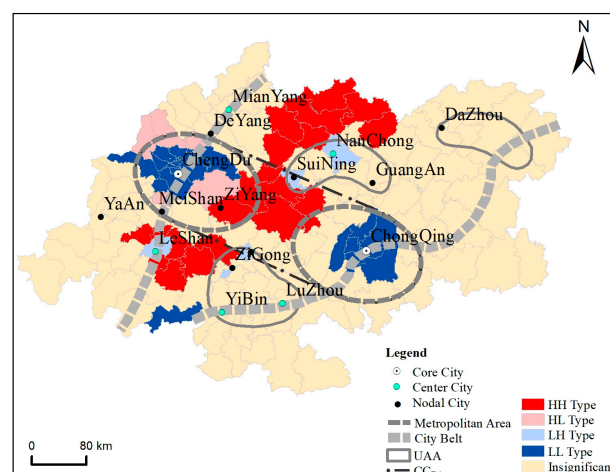 N
MianYang
DeYang
DaZhou
NanChong
ChengDu
SuiNing
GuangAn
YaAn
MeiShan
ZiYang
LeShan
ChongQing
ZiGong
LuZhou
YiBin
Legend
Core City
Center City
Nodal City
Metropolitan Area
City Belt
UAA
HH Type
HL Type
LH Type
LL Type
0 80 km